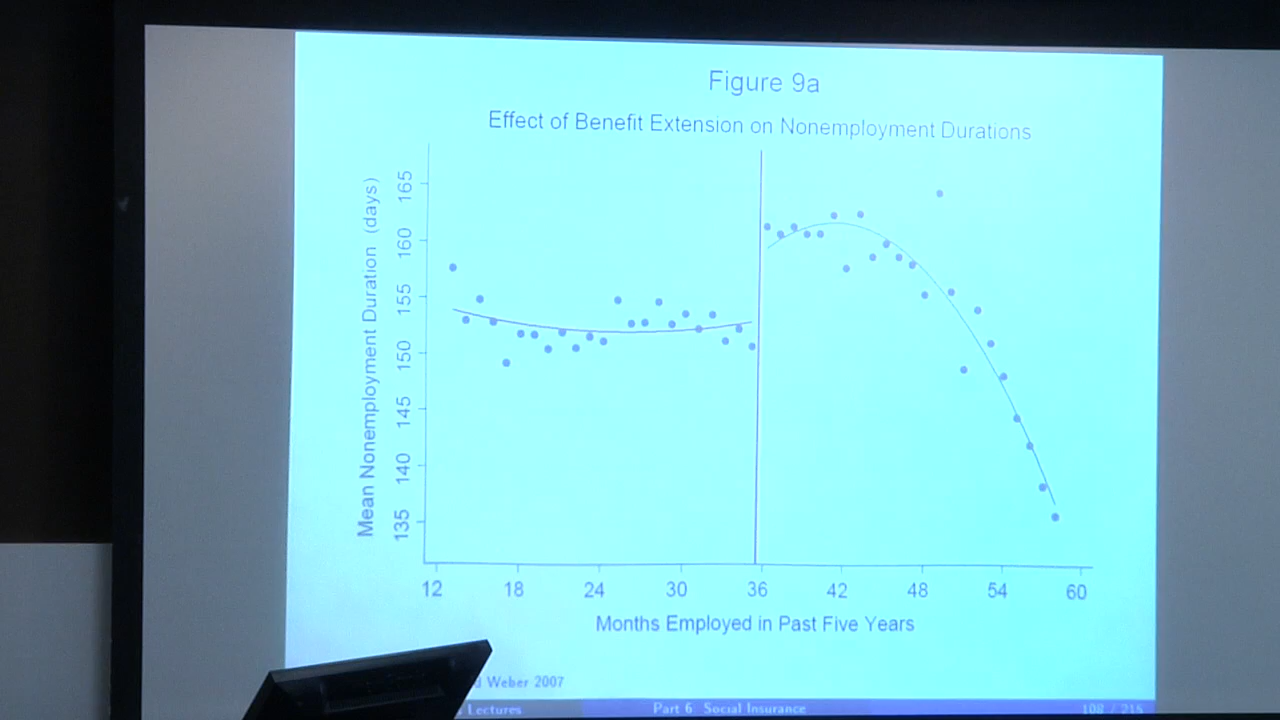 Figure 9a
Effect of Benefit Extension on Nonemployment Durations
Mean Nonemployment Duration (days)
165
160
155
150
145
140
135
12 18 24 30 36 42 48 54 60
Months Employed in Past Five Years
Weber 2007
Lectures Part 6: Social Insurance 108 / 215